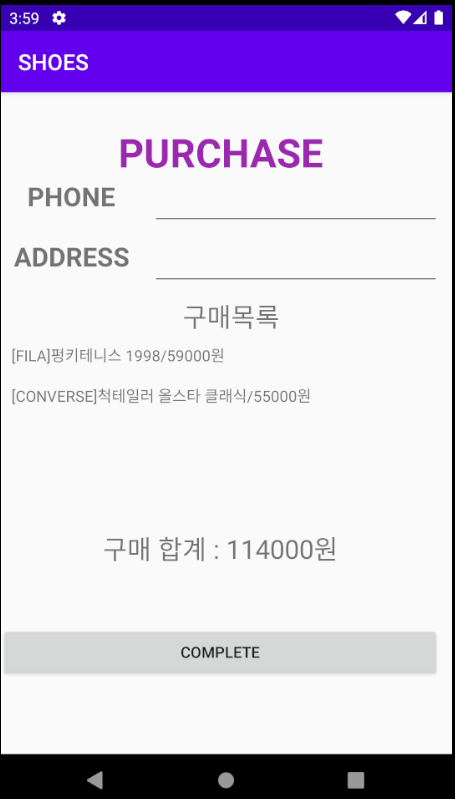 3:59
SHOES
PURCHASE
PHONE
ADDRESS
구매목록
[FILA]펑키테니스 1998/59000원
[CONVERSE]척테일러 올스타 클래식/55000원
구매 합계 : 114000원
COMPLETE